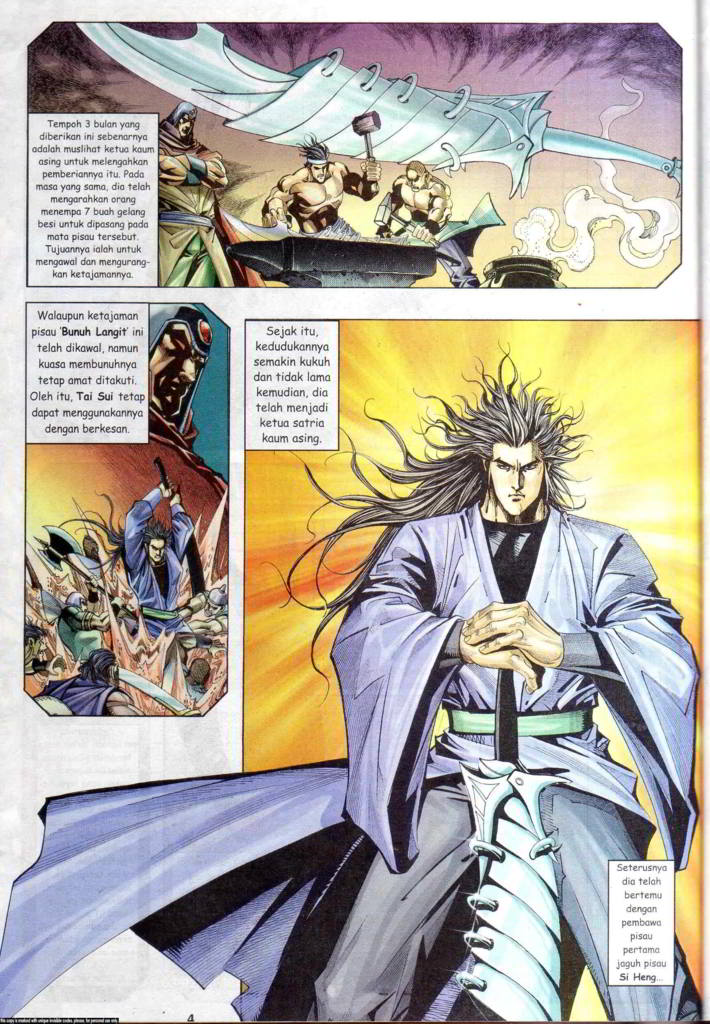 Tempoh 3 bulan yang
diberikan ini sebenarnya
adalah muslihat ketua kaum
asing untuk melengahkan
pemberiannya itu. Pada
masa yang sama, dia telah
mengarahkan orang
menempa 7 buah gelang
besi untuk dipasang pada
mata pisau tersebut.
Tujuannya ialah untuk
mengawal dan mengurang-
kan ketajamannya.
Walaupun ketajaman
pisau 'Bunuh Langit' ini
telah dikawal, namun
kuasa membunuhnya
tetap amat ditakuti.
Oleh itu, Tai Sui tetap
dapat menggunakannya
dengan berkesan.
Sejak itu,
kedudukannya
semakin kukuh
dan tidak lama
kemudian, dia
telah menjadi
ketua satria
kaum asing.
Seterusnya
dia telah
bertemu
dengan
pembawa
pisau
pertama
jaguh pisau
Si Heng...
4
this copy is marked with unique invisible codes, please, for personal use only